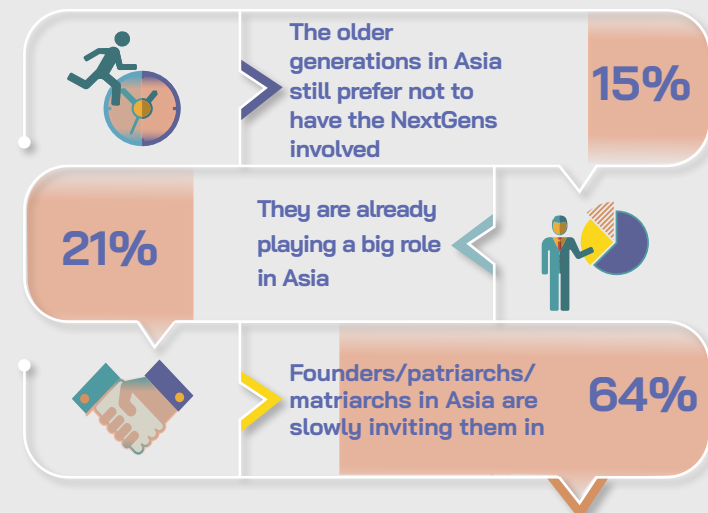 The older
generations in Asia
still prefer not to
have the NextGens
involved
15%
21%
They are already
playing a big role
in Asia
Founders/patriarchs/
matriarchs in Asia are
slowly inviting them in
64%